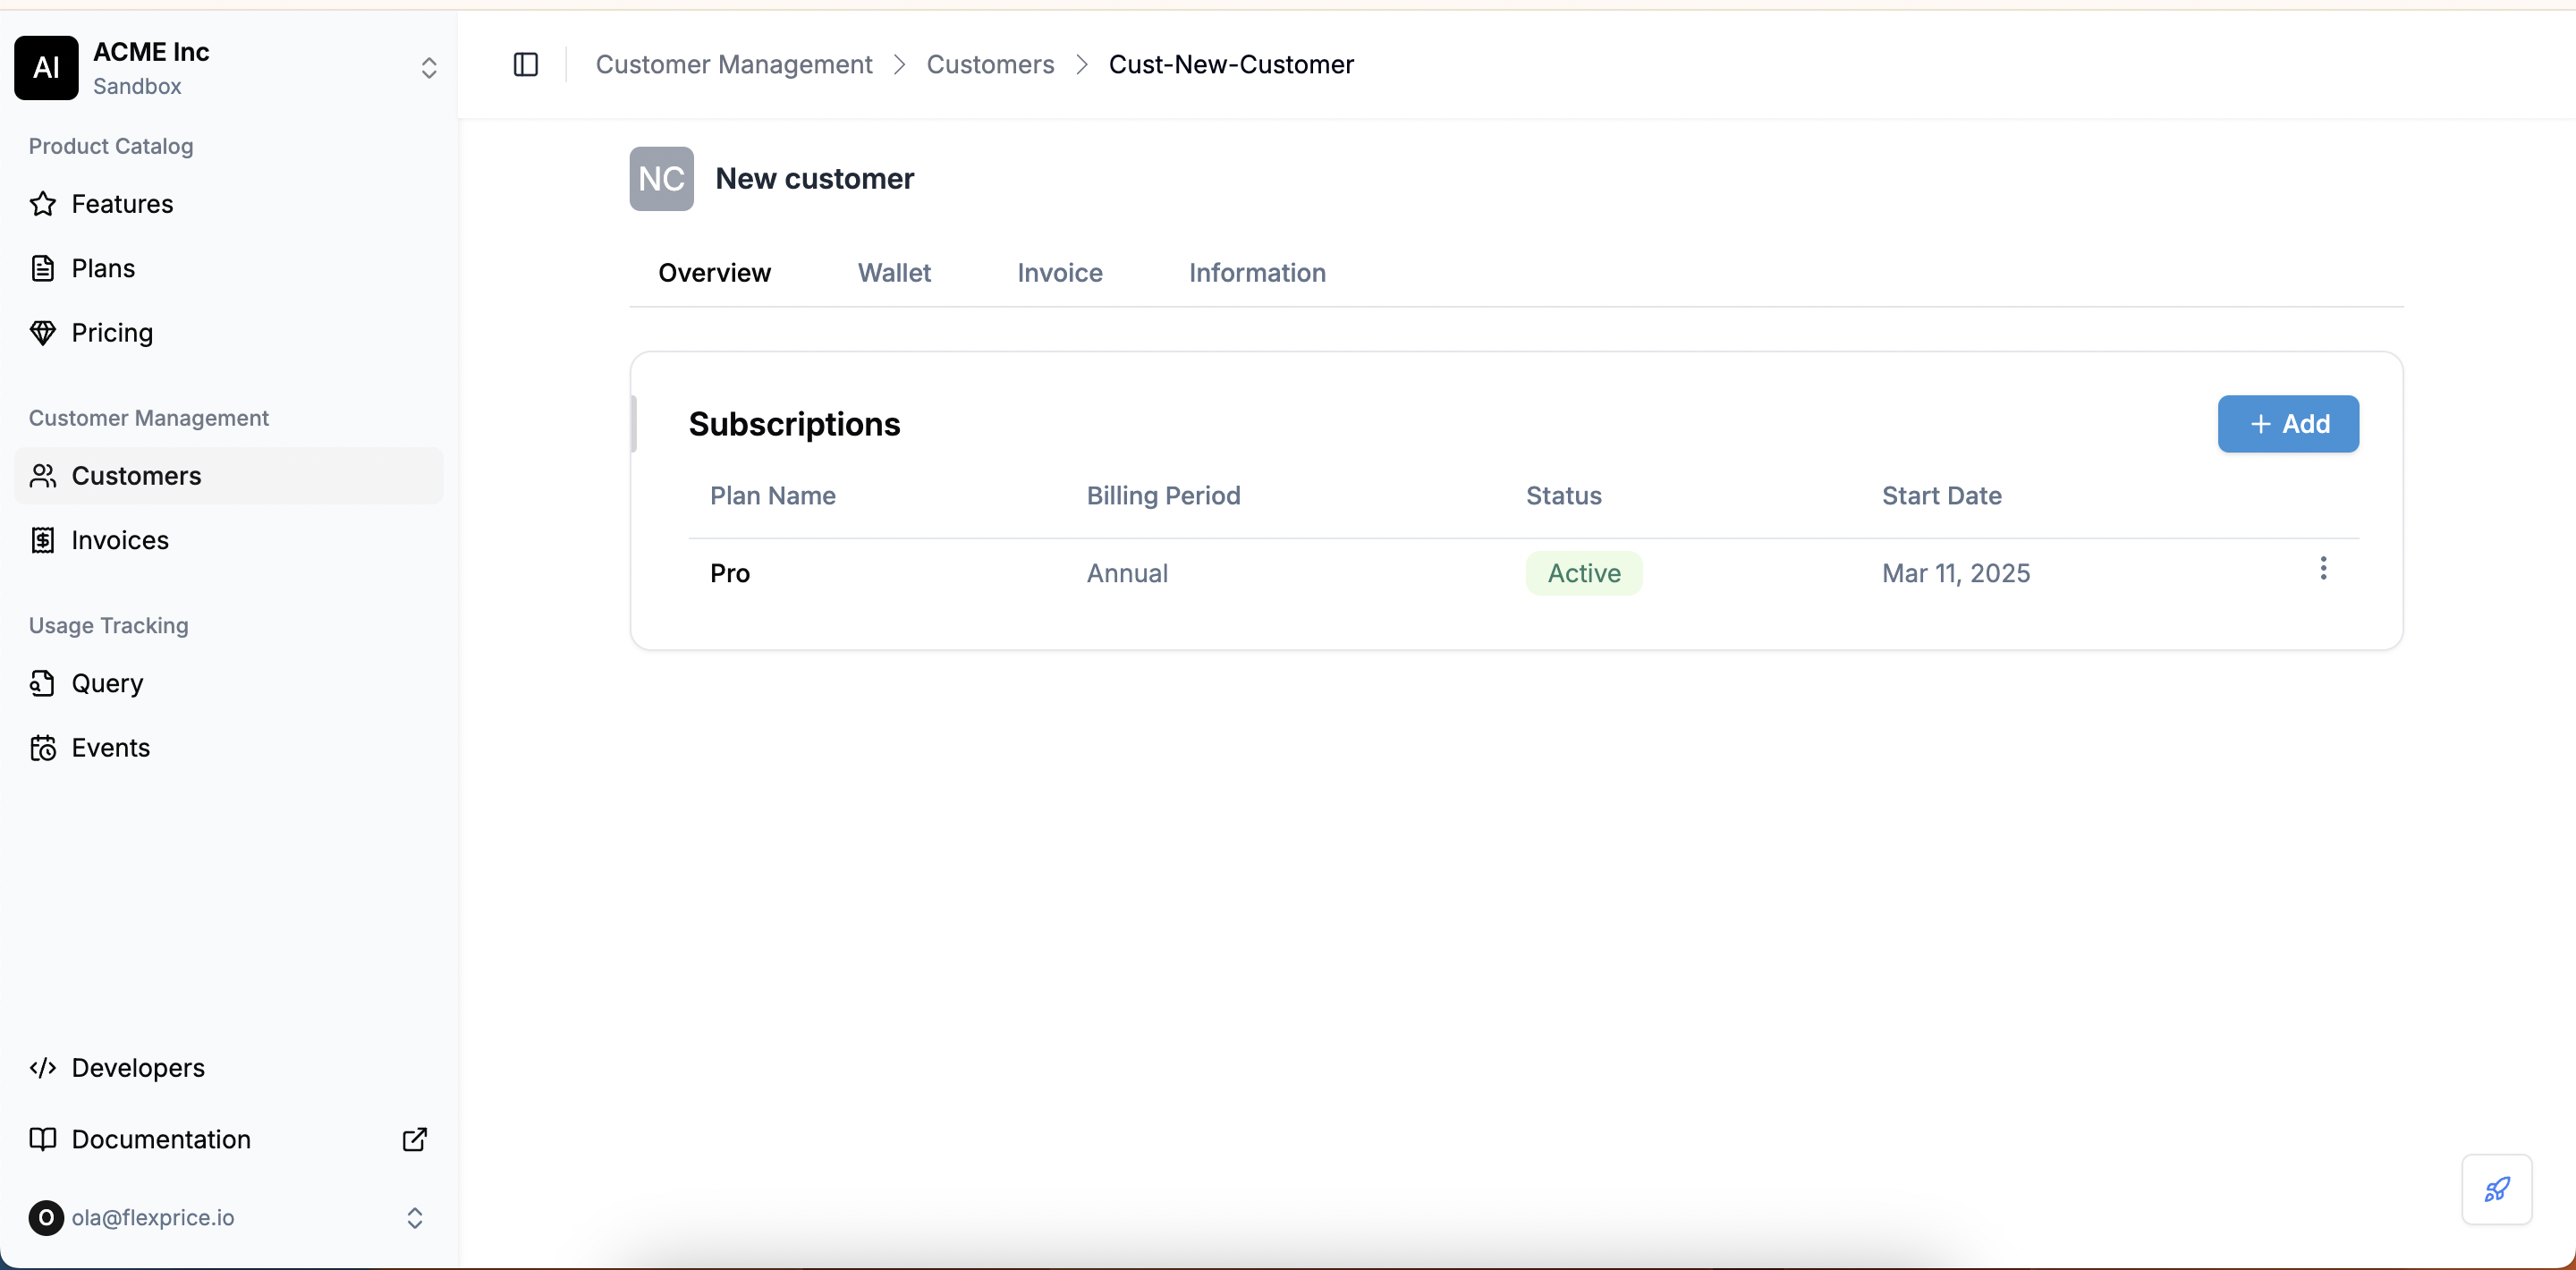 AI
ACME Inc
Sandbox
Product Catalog
Features
Plans
Pricing
Customer Management
Customers
Invoices
Usage Tracking
Query
Events
Developers
Documentation
O
ola@flexprice.io
Customer Management > Customers > Cust-New-Customer
NC
New customer
Overview Wallet Invoice Information
Subscriptions
+ Add
Plan Name Billing Period Status Start Date
Pro Annual Active Mar 11, 2025